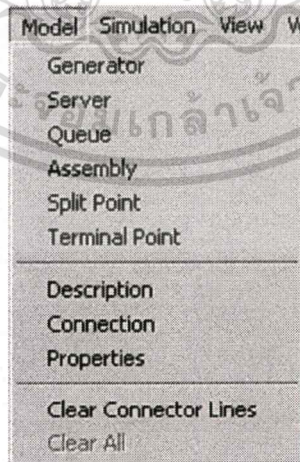 Model Simulation View
Generator
Server
Queue
Assembly
Split Point
Terminal Point
Description
Connection
Properties
Clear Connector Lines
Clear All